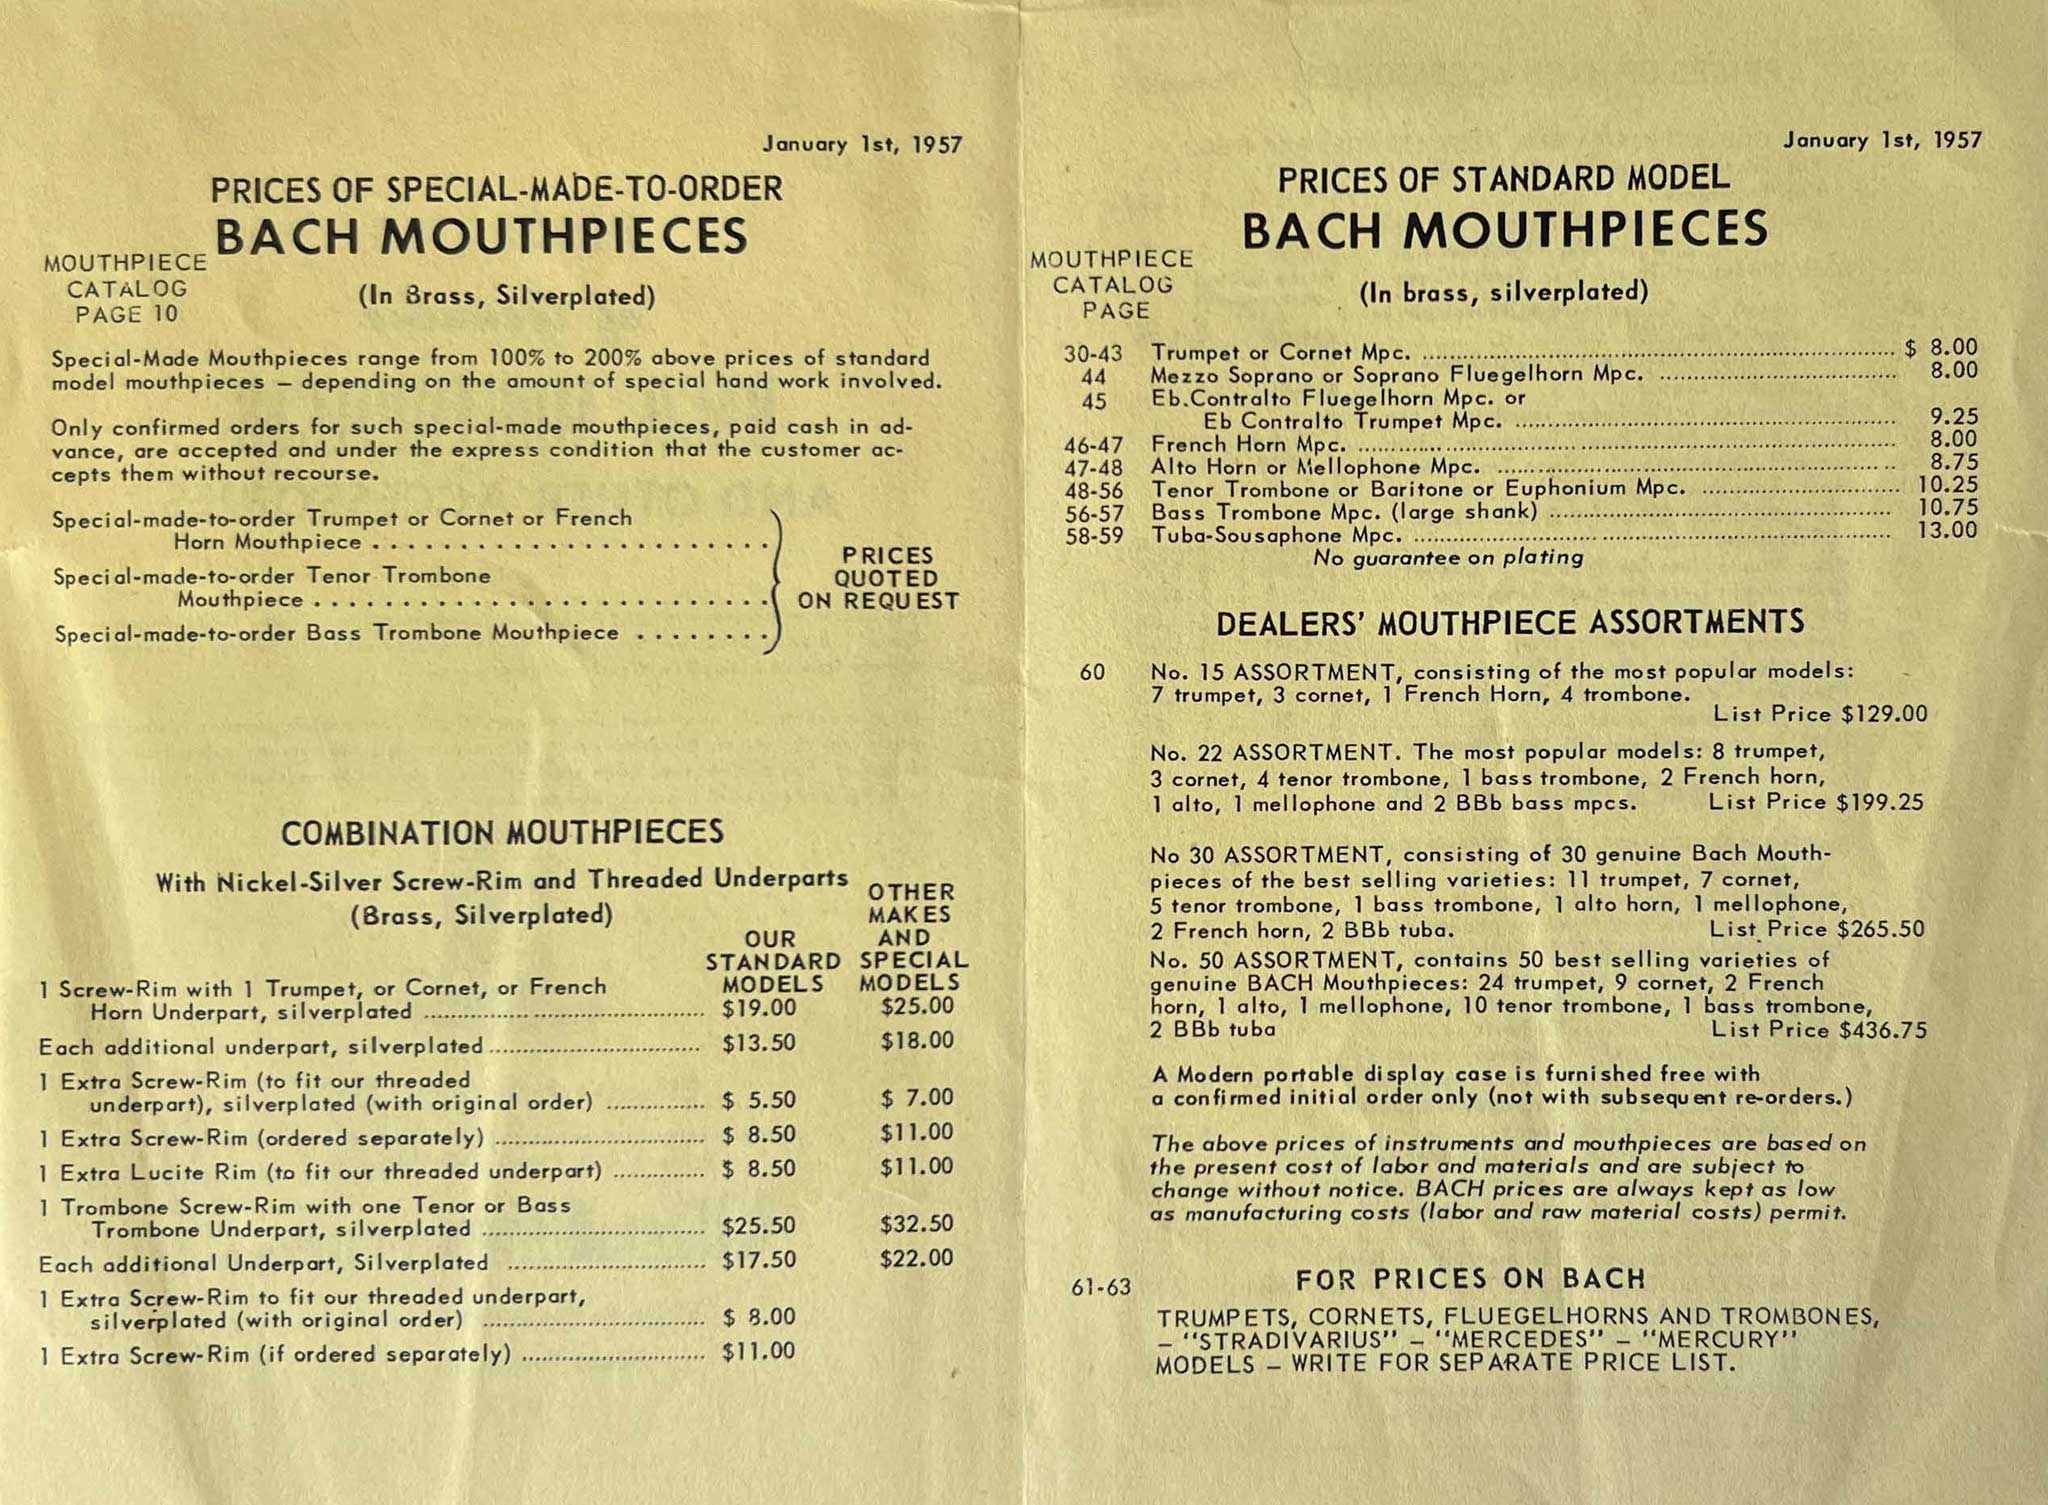 January 1st, 1957
PRICES OF SPECIAL-MADE-TO-ORDER
BACH MOUTHPIECES
MOUTHPIECE
CATALOG
PAGE 10
(In Brass, Silverplated)
Special-Made Mouthpieces range from 100% to 200% above prices of standard
model mouthpieces — depending on the amount of special hand work involved.
Only confirmed orders for such special-made mouthpieces, paid cash in ad-
vance, are accepted and under the express condition that the customer ac-
cepts them without recourse.
Special-made-to-order Trumpet or Cornet or French
Horn Mouthpiece . . . . . . . . . . . . . . . . . . . . . . .
Special-made-to-order Tenor Trombone
Mouthpiece . . . . . . . . . . . . . . . . . . . . . . . . . .
Special-made-to-order Bass Trombone Mouthpiece . . . . . . . .
PRICES
QUOTED
ON REQUEST
COMBINATION MOUTHPIECES
With Nickel-Silver Screw-Rim and Threaded Underparts
(Brass, Silverplated)
OUR
STANDARD
MODELS
OTHER
MAKES
AND
SPECIAL
MODELS
1 Screw-Rim with 1 Trumpet, or Cornet, or French
Horn Underpart, silverplated ........ $19.00 $25.00
Each additional underpart, silverplated ........ $13.50 $18.00
1 Extra Screw-Rim (to fit our threaded
underpart), silverplated (with original order) ........ $ 5.50 $ 7.00
1 Extra Screw-Rim (ordered separately) ........ $ 8.50 $11.00
1 Extra Lucite Rim (to fit our threaded underpart) ........ $ 8.50 $11.00
1 Trombone Screw-Rim with one Tenor or Bass
Trombone Underpart, silverplated ........ $25.50 $32.50
Each additional Underpart, Silverplated ........ $17.50 $22.00
1 Extra Screw-Rim to fit our threaded underpart,
silverplated (with original order) ........ $ 8.00
1 Extra Screw-Rim (if ordered separately) ........ $11.00
January 1st, 1957
PRICES OF STANDARD MODEL
BACH MOUTHPIECES
MOUTHPIECE
CATALOG
PAGE
(In brass, silverplated)
30-43 Trumpet or Cornet Mpc. ........ $ 8.00
44 Mezzo Soprano or Soprano Fluegelhorn Mpc. ........ 8.00
45 Eb.Contralto Fluegelhorn Mpc. or
Eb Contralto Trumpet Mpc. ........ 9.25
46-47 French Horn Mpc. ........ 8.00
47-48 Alto Horn or Mellophone Mpc. ........ 8.75
48-56 Tenor Trombone or Baritone or Euphonium Mpc. ........ 10.25
56-57 Bass Trombone Mpc. (large shank) ........ 10.75
58-59 Tuba-Sousaphone Mpc. ........ 13.00
No guarantee on plating
DEALERS' MOUTHPIECE ASSORTMENTS
60 No. 15 ASSORTMENT, consisting of the most popular models:
7 trumpet, 3 cornet, 1 French Horn, 4 trombone.
List Price $129.00
No. 22 ASSORTMENT. The most popular models: 8 trumpet,
3 cornet, 4 tenor trombone, 1 bass trombone, 2 French horn,
1 alto, 1 mellophone and 2 BBb bass mpcs. List Price $199.25
No 30 ASSORTMENT, consisting of 30 genuine Bach Mouth-
pieces of the best selling varieties: 11 trumpet, 7 cornet,
5 tenor trombone, 1 bass trombone, 1 alto horn, 1 mellophone,
2 French horn, 2 BBb tuba. List Price $265.50
No. 50 ASSORTMENT, contains 50 best selling varieties of
genuine BACH Mouthpieces: 24 trumpet, 9 cornet, 2 French
horn, 1 alto, 1 mellophone, 10 tenor trombone, 1 bass trombone,
2 BBb tuba List Price $436.75
A Modern portable display case is furnished free with
a confirmed initial order only (not with subsequent re-orders.)
The above prices of instruments and mouthpieces are based on
the present cost of labor and materials and are subject to
change without notice. BACH prices are always kept as low
as manufacturing costs (labor and raw material costs) permit.
61-63 FOR PRICES ON BACH
TRUMPETS, CORNETS, FLUEGELHORNS AND TROMBONES,
– "STRADIVARIUS" – "MERCEDES" – "MERCURY"
MODELS – WRITE FOR SEPARATE PRICE LIST.